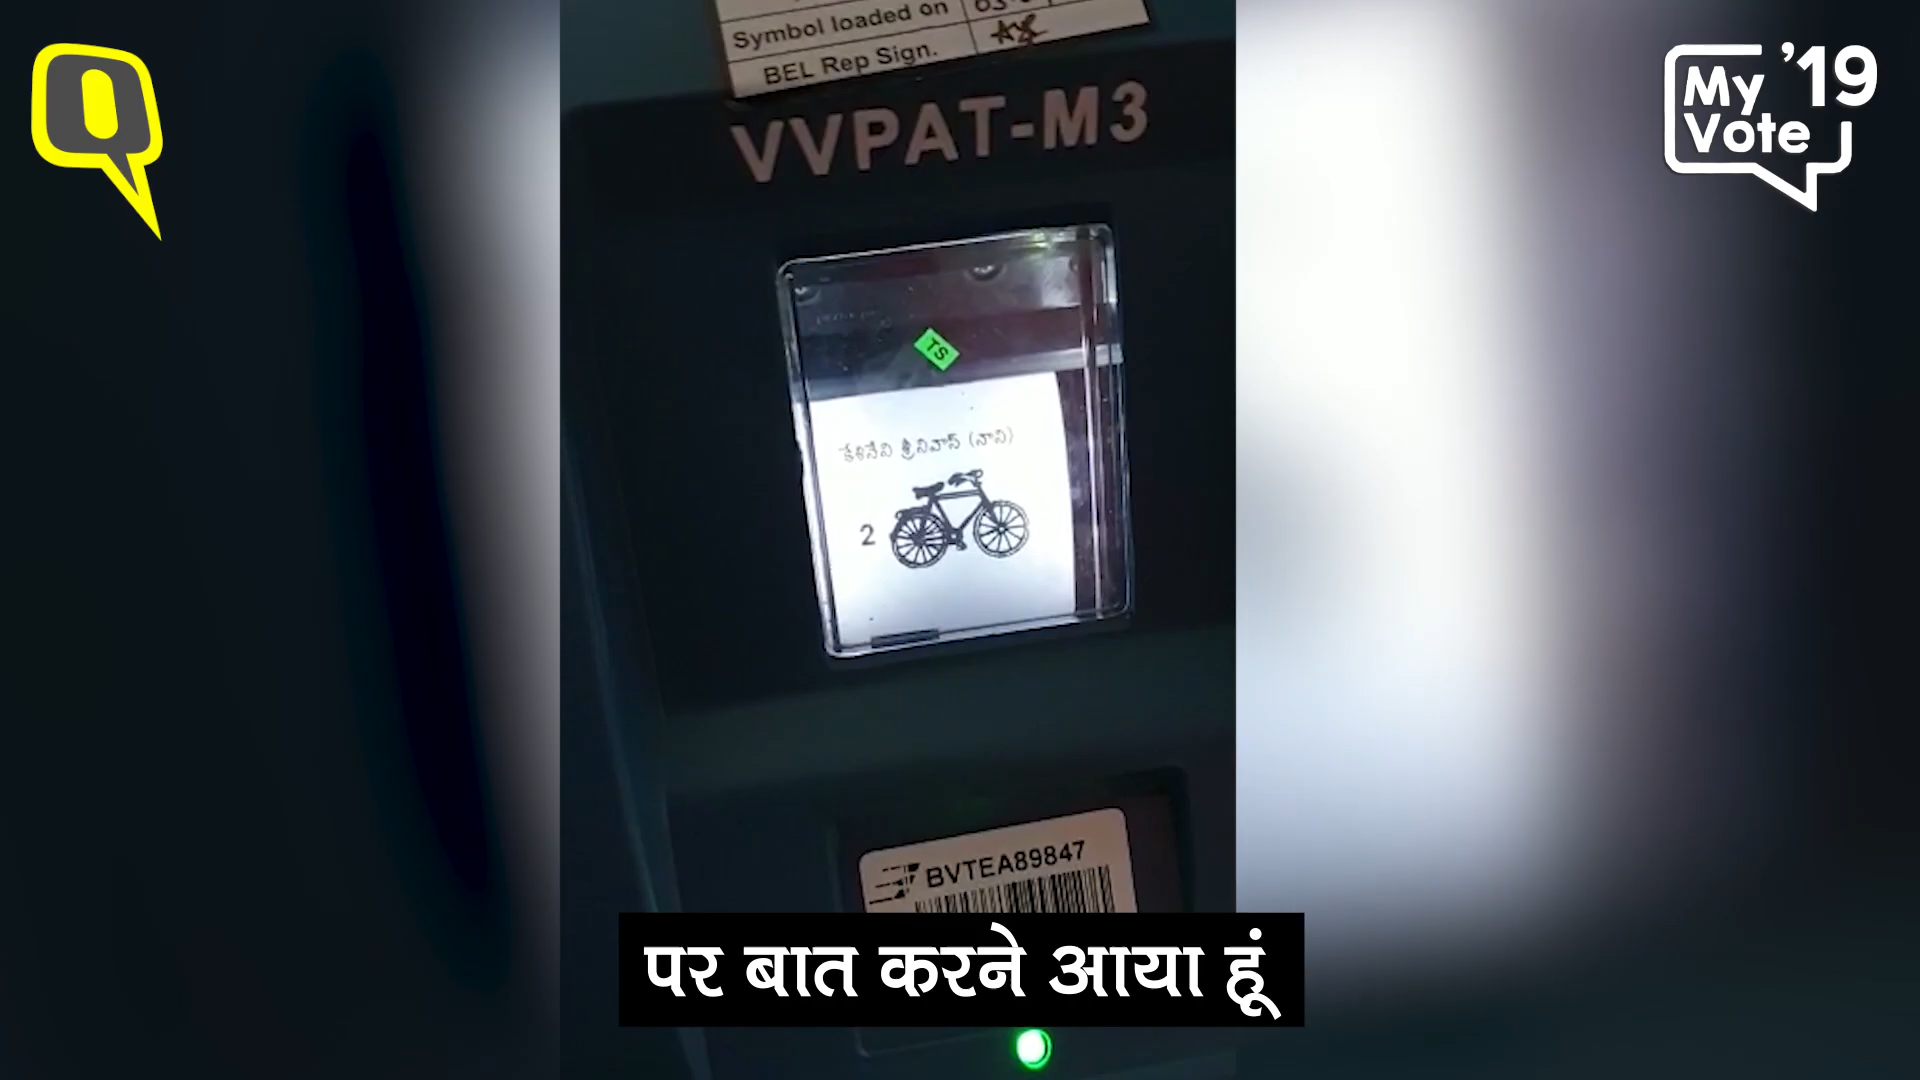 Symbol loaded on
BEL Rep Sign.
Q
My '19
Vote
VVPAT-M3
TS
కేశినేని శ్రీనివాస్ (నాని)
2
BVTEA89847
पर बात करने आया हूं